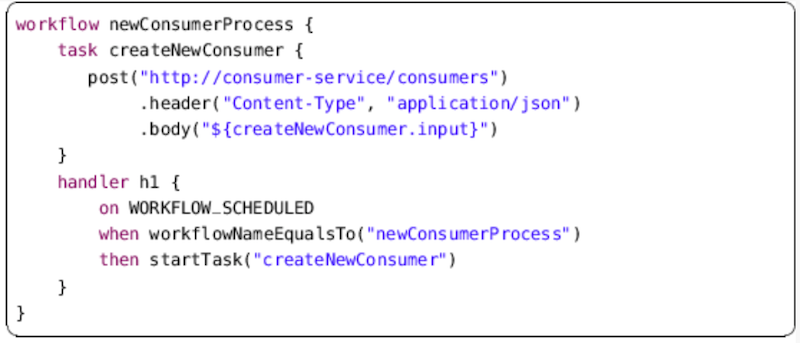 workflow newConsumerProcess {
    task createNewConsumer {
       post("http://consumer-service/consumers")
            .header("Content-Type", "application/json")
            .body("${createNewConsumer.input}")
    }
    handler h1 {
        on WORKFLOW_SCHEDULED
        when workflowNameEqualsTo("newConsumerProcess")
        then startTask("createNewConsumer")
    }
}